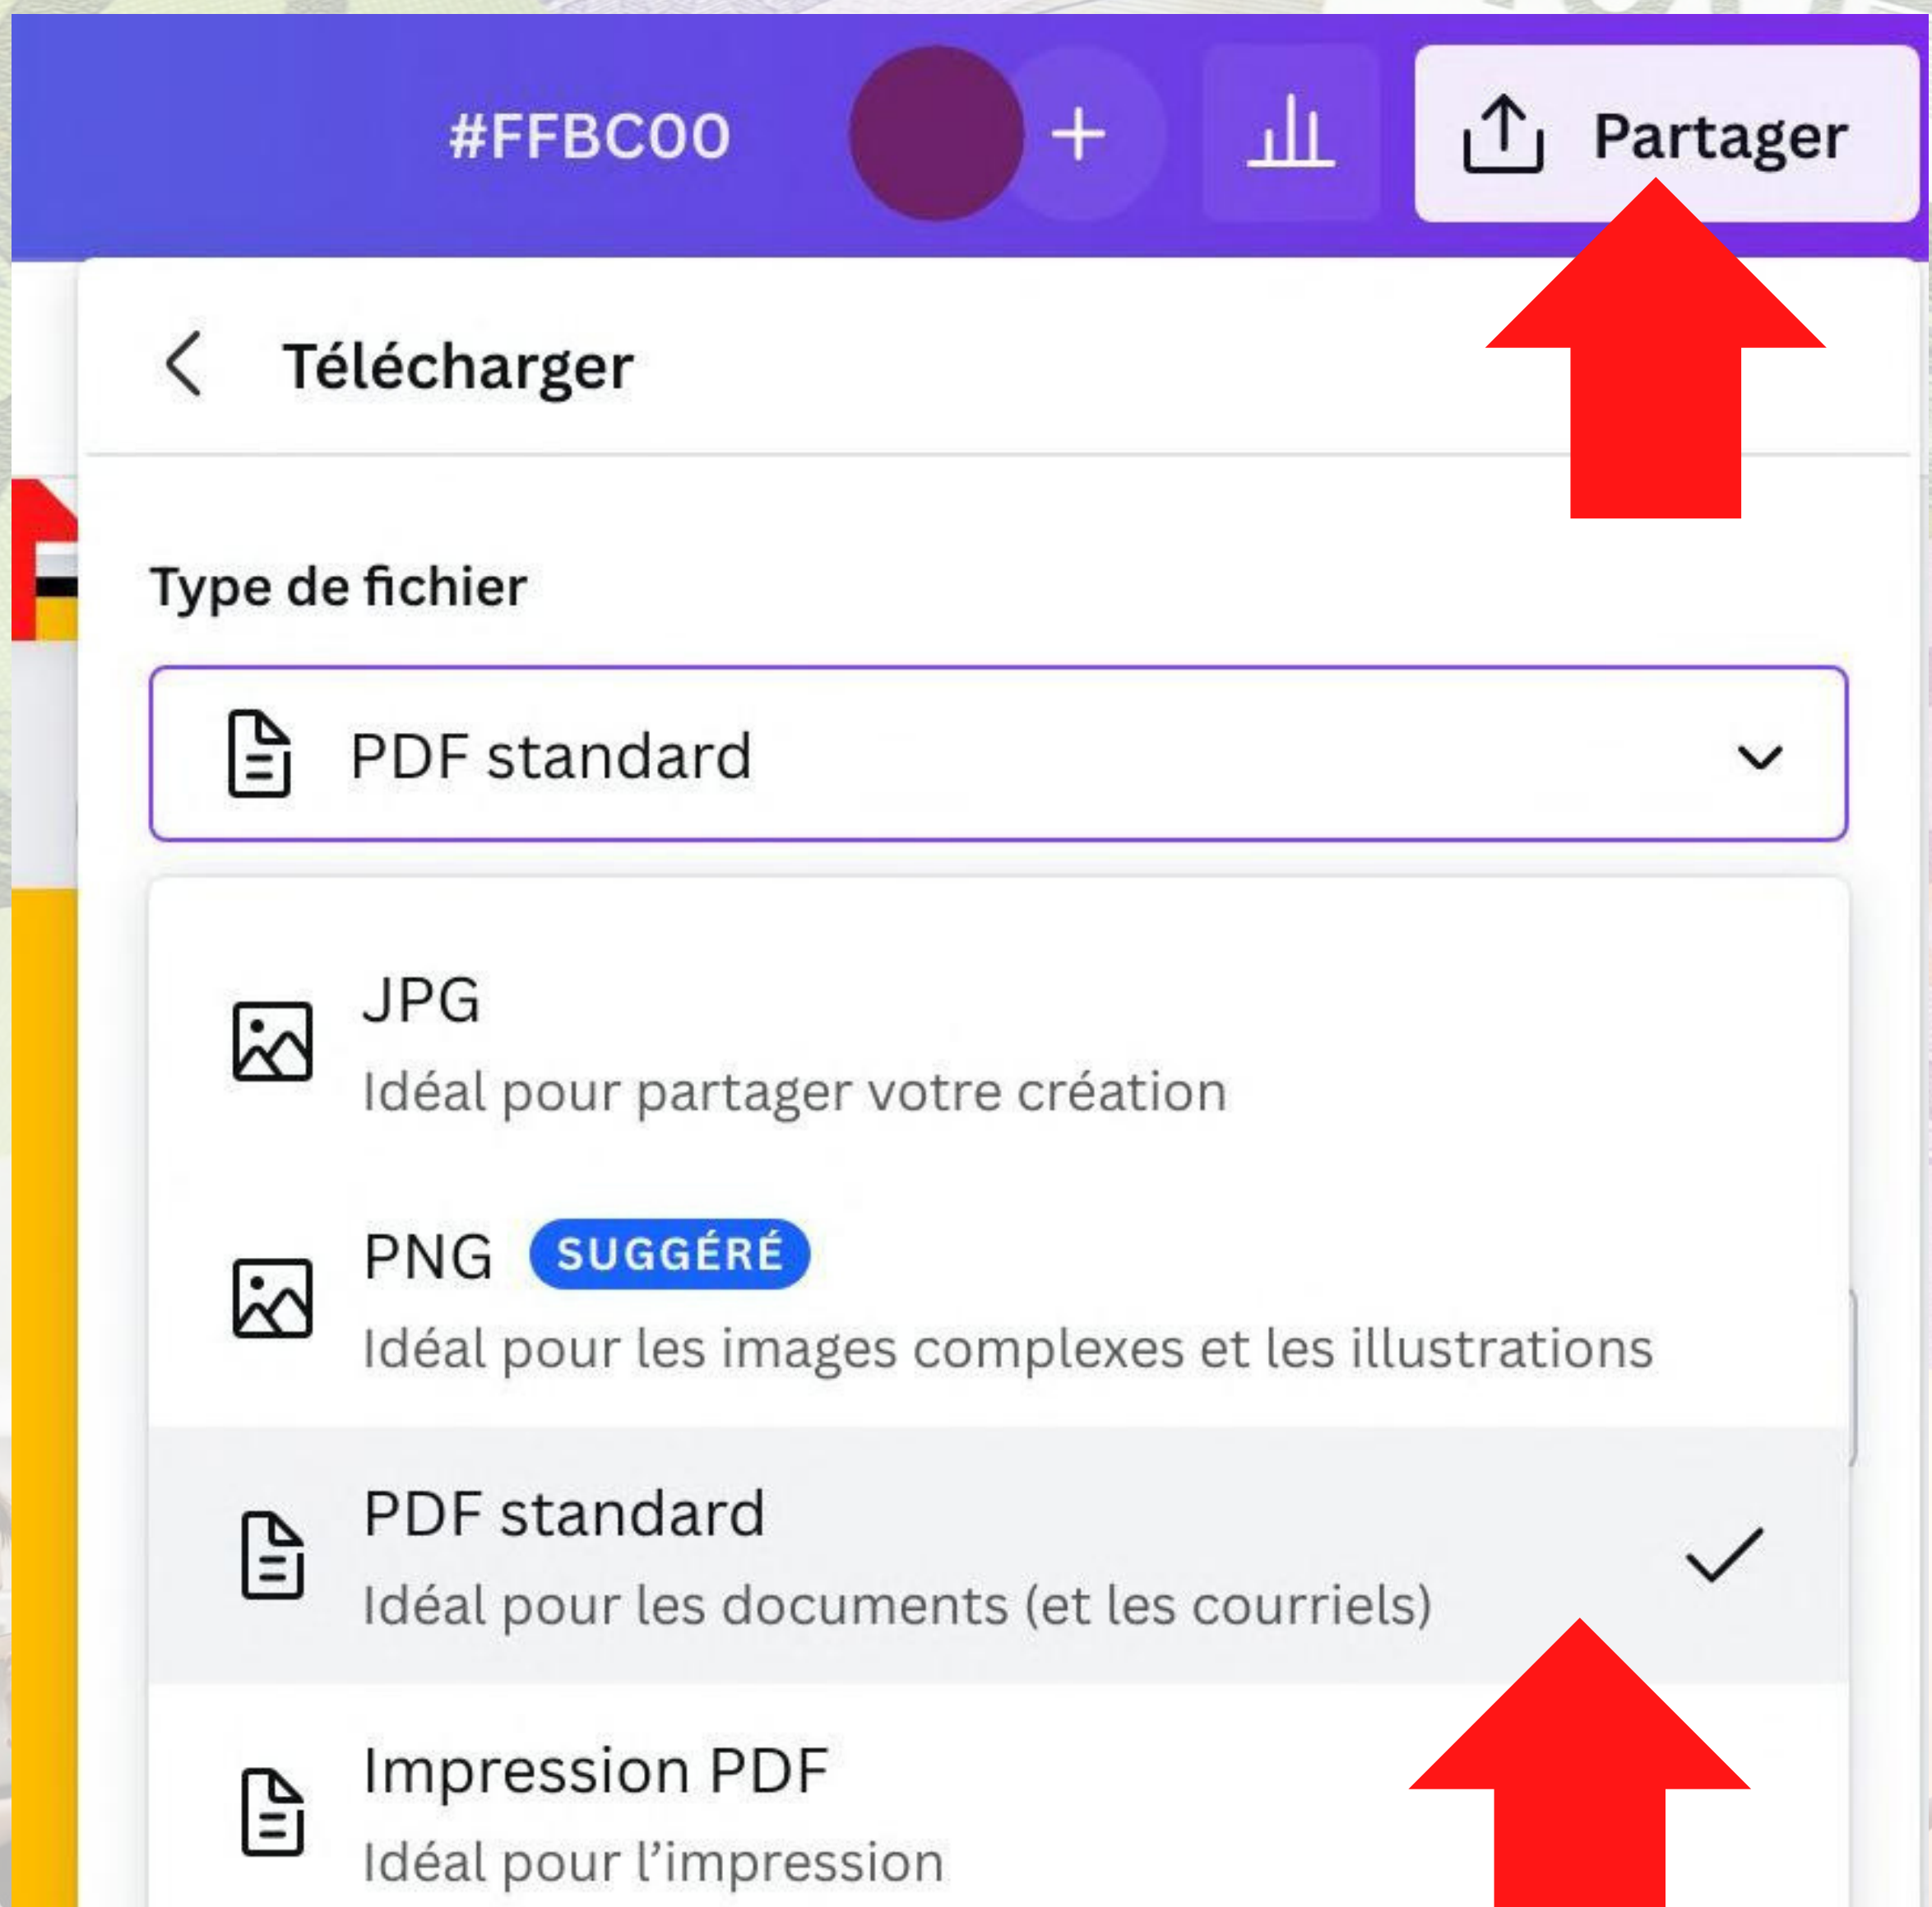 #FFBC00
Partager
Télécharger
Type de fichier
PDF standard
JPG
Idéal pour partager votre création
PNG SUGGÉRÉ
Idéal pour les images complexes et les illustrations
PDF standard
Idéal pour les documents (et les courriels)
Impression PDF
Idéal pour l’impression